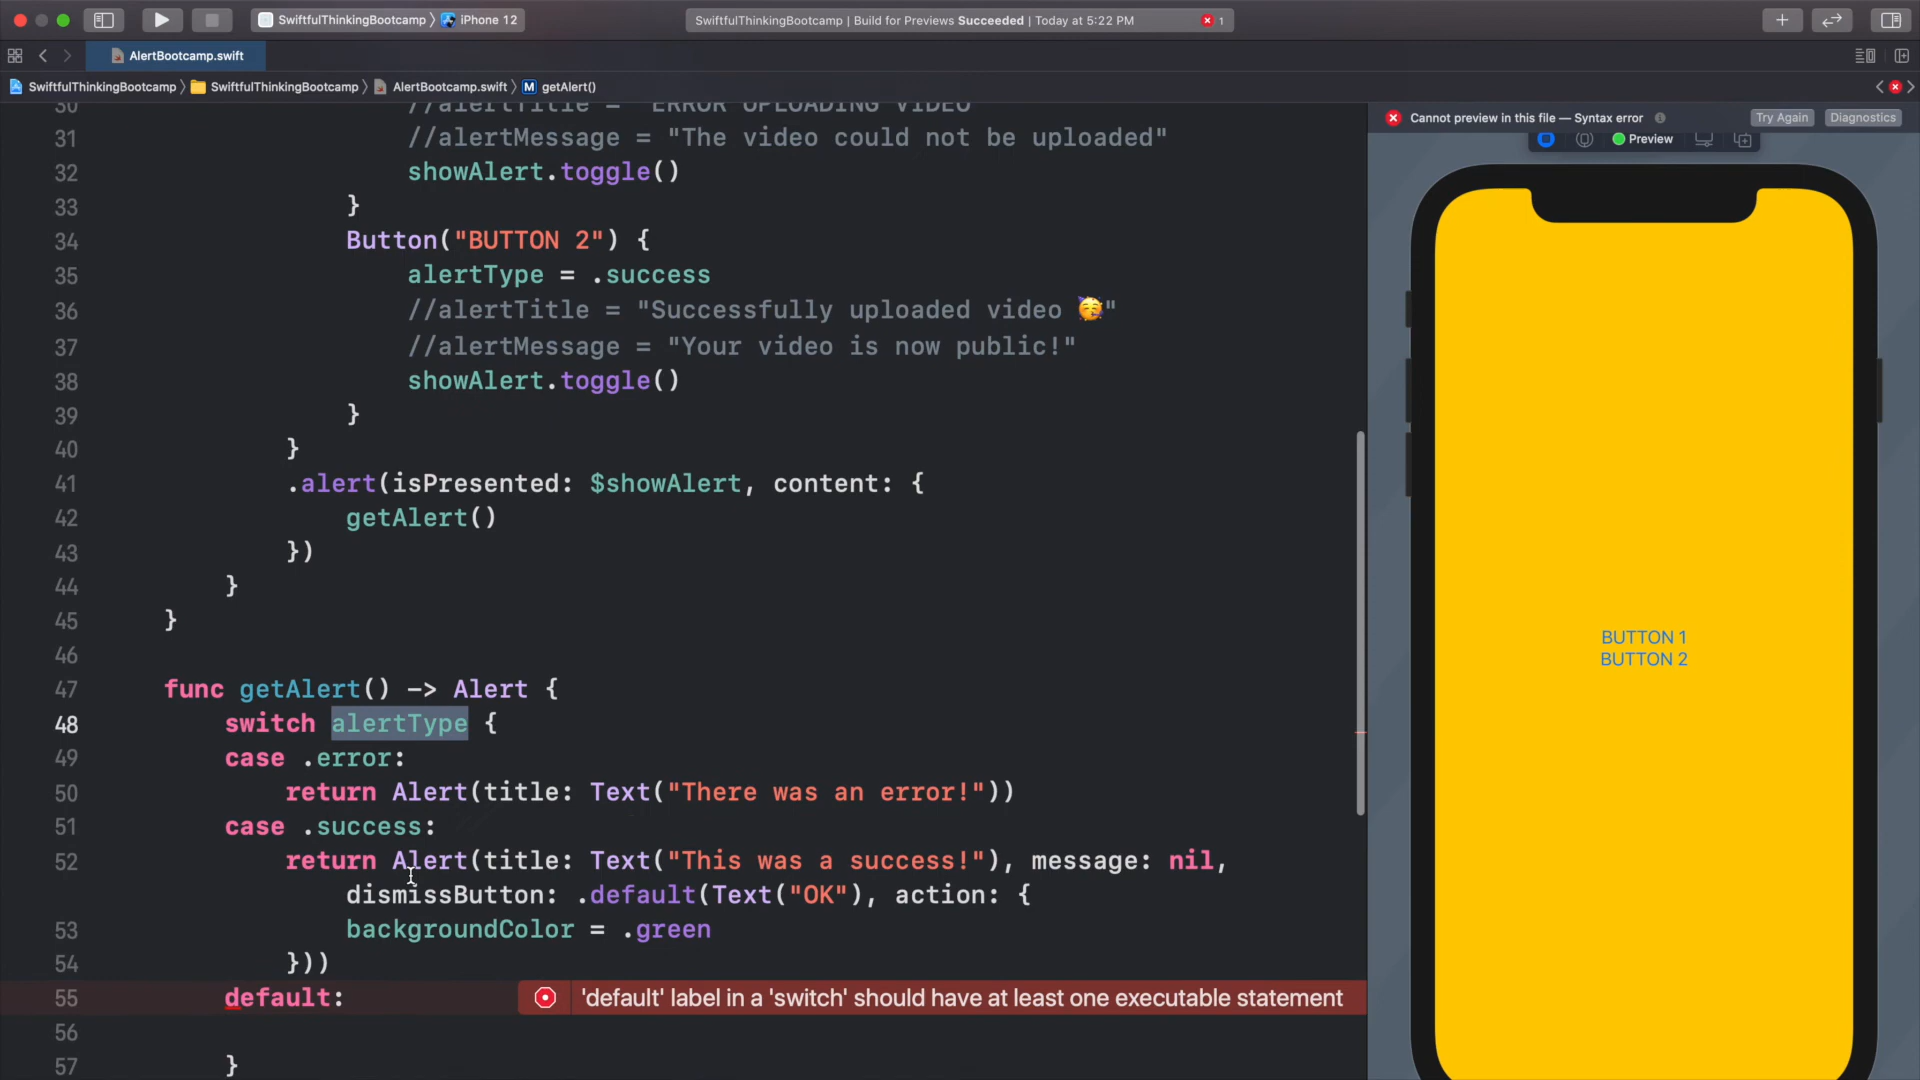 SwiftfulThinkingBootcamp 〉 iPhone 12
SwiftfulThinkingBootcamp | Build for Previews Succeeded | Today at 5:22 PM
1
AlertBootcamp.swift
SwiftfulThinkingBootcamp 〉 SwiftfulThinkingBootcamp 〉 AlertBootcamp.swift 〉 M getAlert()
30 //alertTitle = "ERROR UPLOADING VIDEO"
31 //alertMessage = "The video could not be uploaded"
32 showAlert.toggle()
33 }
34 Button("BUTTON 2") {
35 alertType = .success
36 //alertTitle = "Successfully uploaded video 🥳"
37 //alertMessage = "Your video is now public!"
38 showAlert.toggle()
39 }
40 }
41 .alert(isPresented: $showAlert, content: {
42 getAlert()
43 })
44 }
45 }
46
47 func getAlert() -> Alert {
48 switch alertType {
49 case .error:
50 return Alert(title: Text("There was an error!"))
51 case .success:
52 return Alert(title: Text("This was a success!"), message: nil,
dismissButton: .default(Text("OK"), action: {
53 backgroundColor = .green
54 }))
55 default: 'default' label in a 'switch' should have at least one executable statement
56
57 }
Cannot preview in this file — Syntax error
Try Again
Diagnostics
Preview
BUTTON 1
BUTTON 2